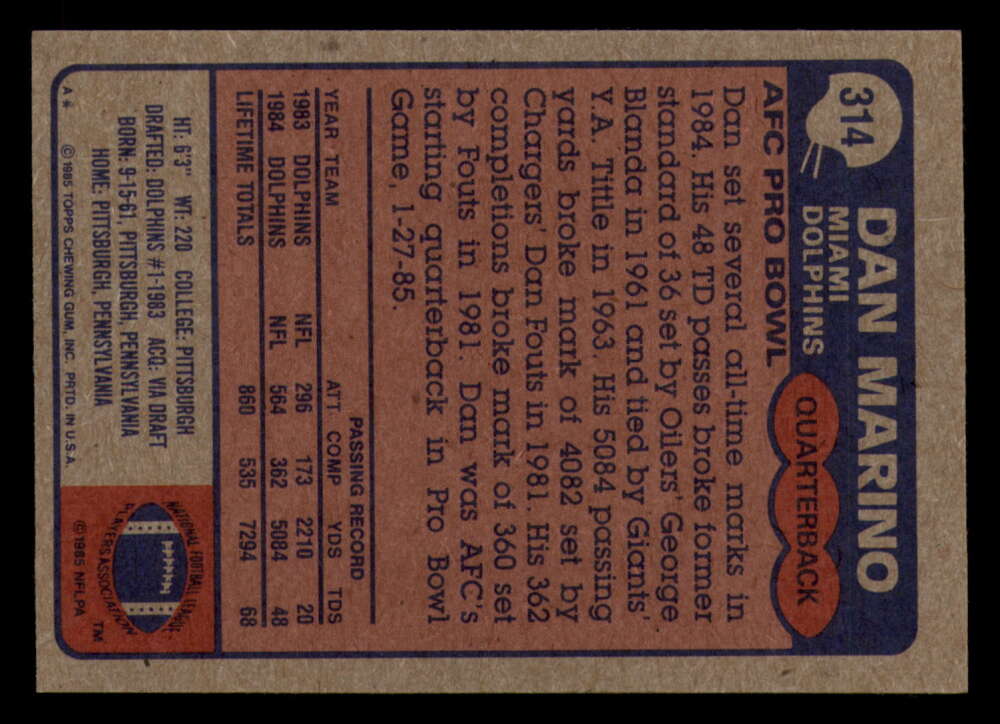 314
DAN MARINO
MIAMI
DOLPHINS
QUARTERBACK
AFC PRO BOWL
Dan set several all-time marks in
1984. His 48 TD passes broke former
standard of 36 set by Oilers' George
Blanda in 1961 and tied by Giants'
Y.A. Tittle in 1963. His 5084 passing
yards broke mark of 4082 set by
Chargers' Dan Fouts in 1981. His 362
completions broke mark of 360 set
by Fouts in 1981. Dan was AFC's
starting quarterback in Pro Bowl
Game, 1-27-85.
PASSING RECORD
YEAR TEAM ATT COMP YDS TDS
1983 DOLPHINS NFL 296 173 2210 20
1984 DOLPHINS NFL 564 362 5084 48
LIFETIME TOTALS 860 535 7294 68
HT: 6'3" WT: 220 COLLEGE: PITTSBURGH
DRAFTED: DOLPHINS #1-1983 ACQ: VIA DRAFT
BORN: 9-15-61, PITTSBURGH, PENNSYLVANIA
HOME: PITTSBURGH, PENNSYLVANIA
A* © 1985 TOPPS CHEWING GUM, INC. PRTD. IN U.S.A.
NATIONAL FOOTBALL LEAGUE
PLAYERS ASSOCIATION
TM
© 1985 NFLPA